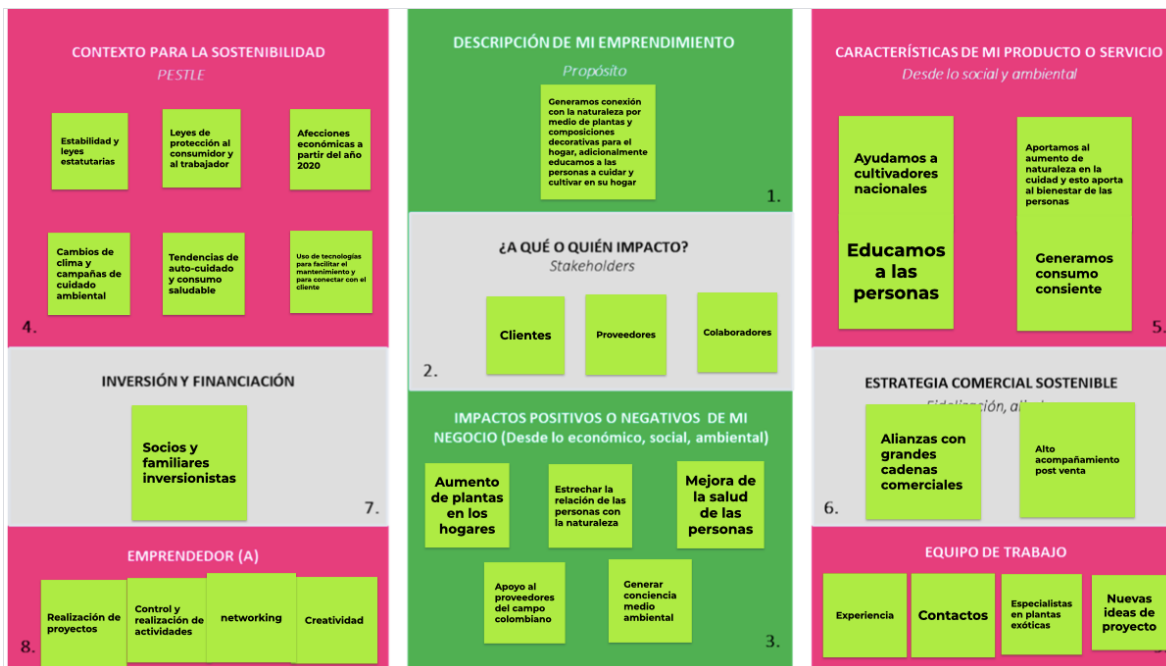 CONTEXTO PARA LA SOSTENIBILIDAD
PESTLE
Estabilidad y
leyes
estatutarias
Leyes de
protección al
consumidor y
al trabajador
Afecciones
económicas a
partir del año
2020
Cambios de
clima y
campañas de
cuidado
ambiental
Tendencias de
auto-cuidado
y consumo
saludable
Uso de tecnologías
para facilitar el
mantenimiento y
para conectar con el
cliente
4.
INVERSIÓN Y FINANCIACIÓN
Socios y
familiares
inversionistas
7.
EMPRENDEDOR (A)
Realización de
proyectos
Control y
realización de
actividades
networking
Creatividad
8.
DESCRIPCIÓN DE MI EMPRENDIMIENTO
Propósito
Generamos conexión
con la naturaleza por
medio de plantas y
composiciones
decorativas para el
hogar, adicionalmente
educamos a las
personas a cuidar y
cultivar en su hogar
1.
¿A QUÉ O QUIÉN IMPACTO?
Stakeholders
Clientes
Proveedores
Colaboradores
2.
IMPACTOS POSITIVOS O NEGATIVOS DE MI
NEGOCIO (Desde lo económico, social, ambiental)
Aumento
de plantas
en los
hogares
Estrechar la
relación de las
personas con
la naturaleza
Mejora de
la salud
de las
personas
Apoyo al
proveedores
del campo
colombiano
Generar
conciencia
medio
ambiental
3.
CARACTERÍSTICAS DE MI PRODUCTO O SERVICIO
Desde lo social y ambiental
Ayudamos a
cultivadores
nacionales
Aportamos al
aumento de
naturaleza en la
cuidad y esto aporta
al bienestar de las
personas
Educamos
a las
personas
Generamos
consumo
consiente
5.
ESTRATEGIA COMERCIAL SOSTENIBLE
Fidelización,
Alianzas con
grandes
cadenas
comerciales
Alto
acompañamiento
post venta
6.
EQUIPO DE TRABAJO
Experiencia
Contactos
Especialistas
en plantas
exóticas
Nuevas
ideas de
proyecto